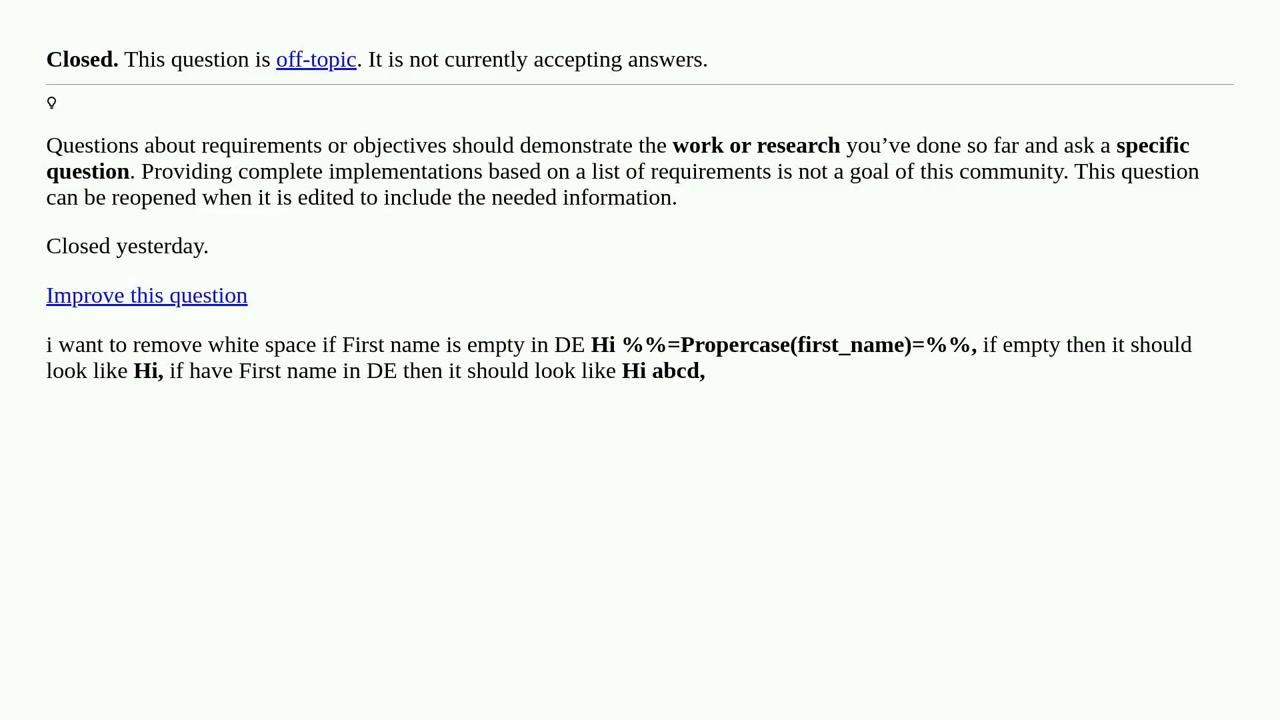 Closed. This question is off-topic. It is not currently accepting answers.
Questions about requirements or objectives should demonstrate the work or research you’ve done so far and ask a specific
question. Providing complete implementations based on a list of requirements is not a goal of this community. This question
can be reopened when it is edited to include the needed information.
Closed yesterday.
Improve this question
i want to remove white space if First name is empty in DE Hi %%=Propercase(first_name)=%%, if empty then it should
look like Hi, if have First name in DE then it should look like Hi abcd,